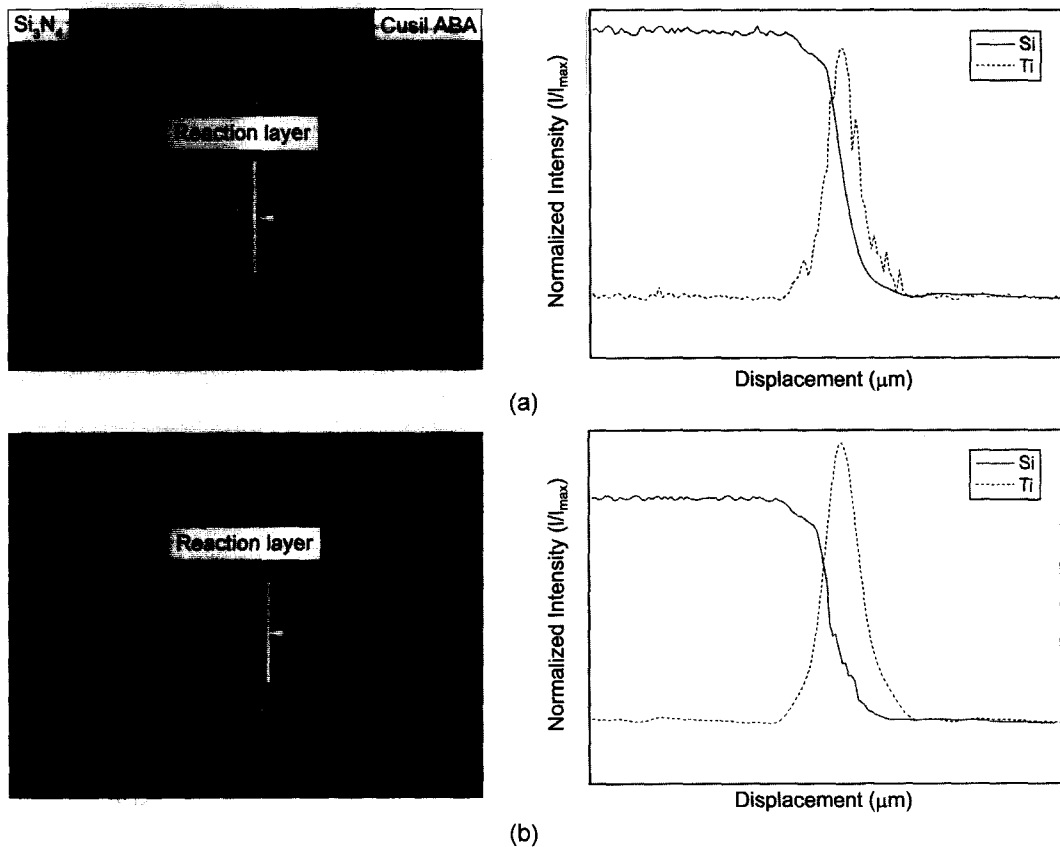 Si₃N₄
Cusil ABA
Reaction layer
Normalized Intensity (I/Iₘₐₓ)
Si
Ti
Displacement (μm)
(a)
Reaction layer
Normalized Intensity (I/Iₘₐₓ)
Si
Ti
Displacement (μm)
(b)